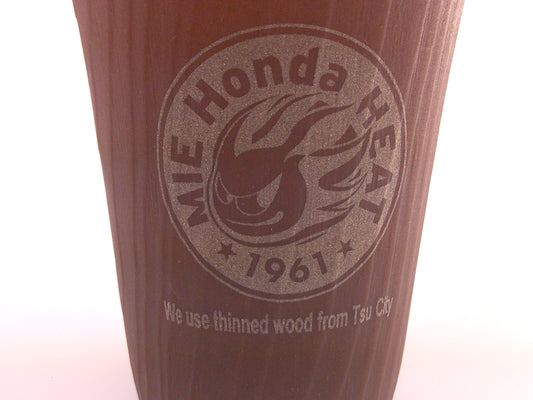 MIE Honda HEAT
★ 1961 ★
We use thinned wood from Tsu City